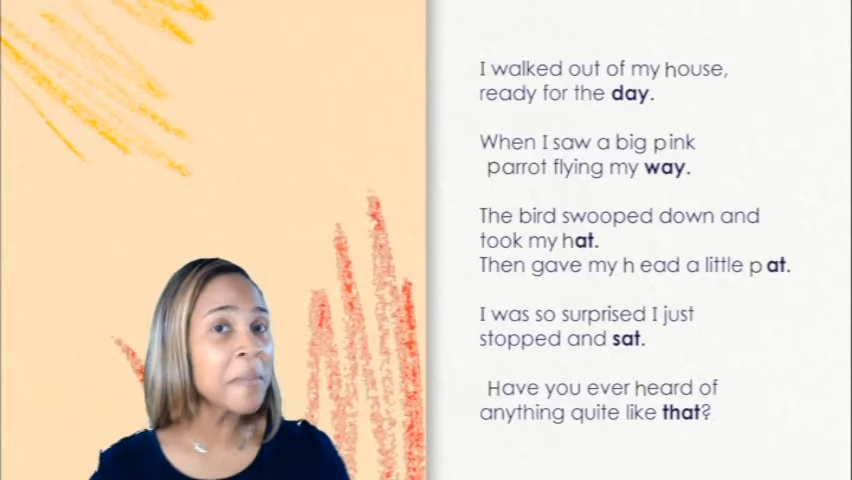 I walked out of my house,
ready for the day.
When I saw a big pink
parrot flying my way.
The bird swooped down and
took my hat.
Then gave my head a little pat.
I was so surprised I just
stopped and sat.
Have you ever heard of
anything quite like that?